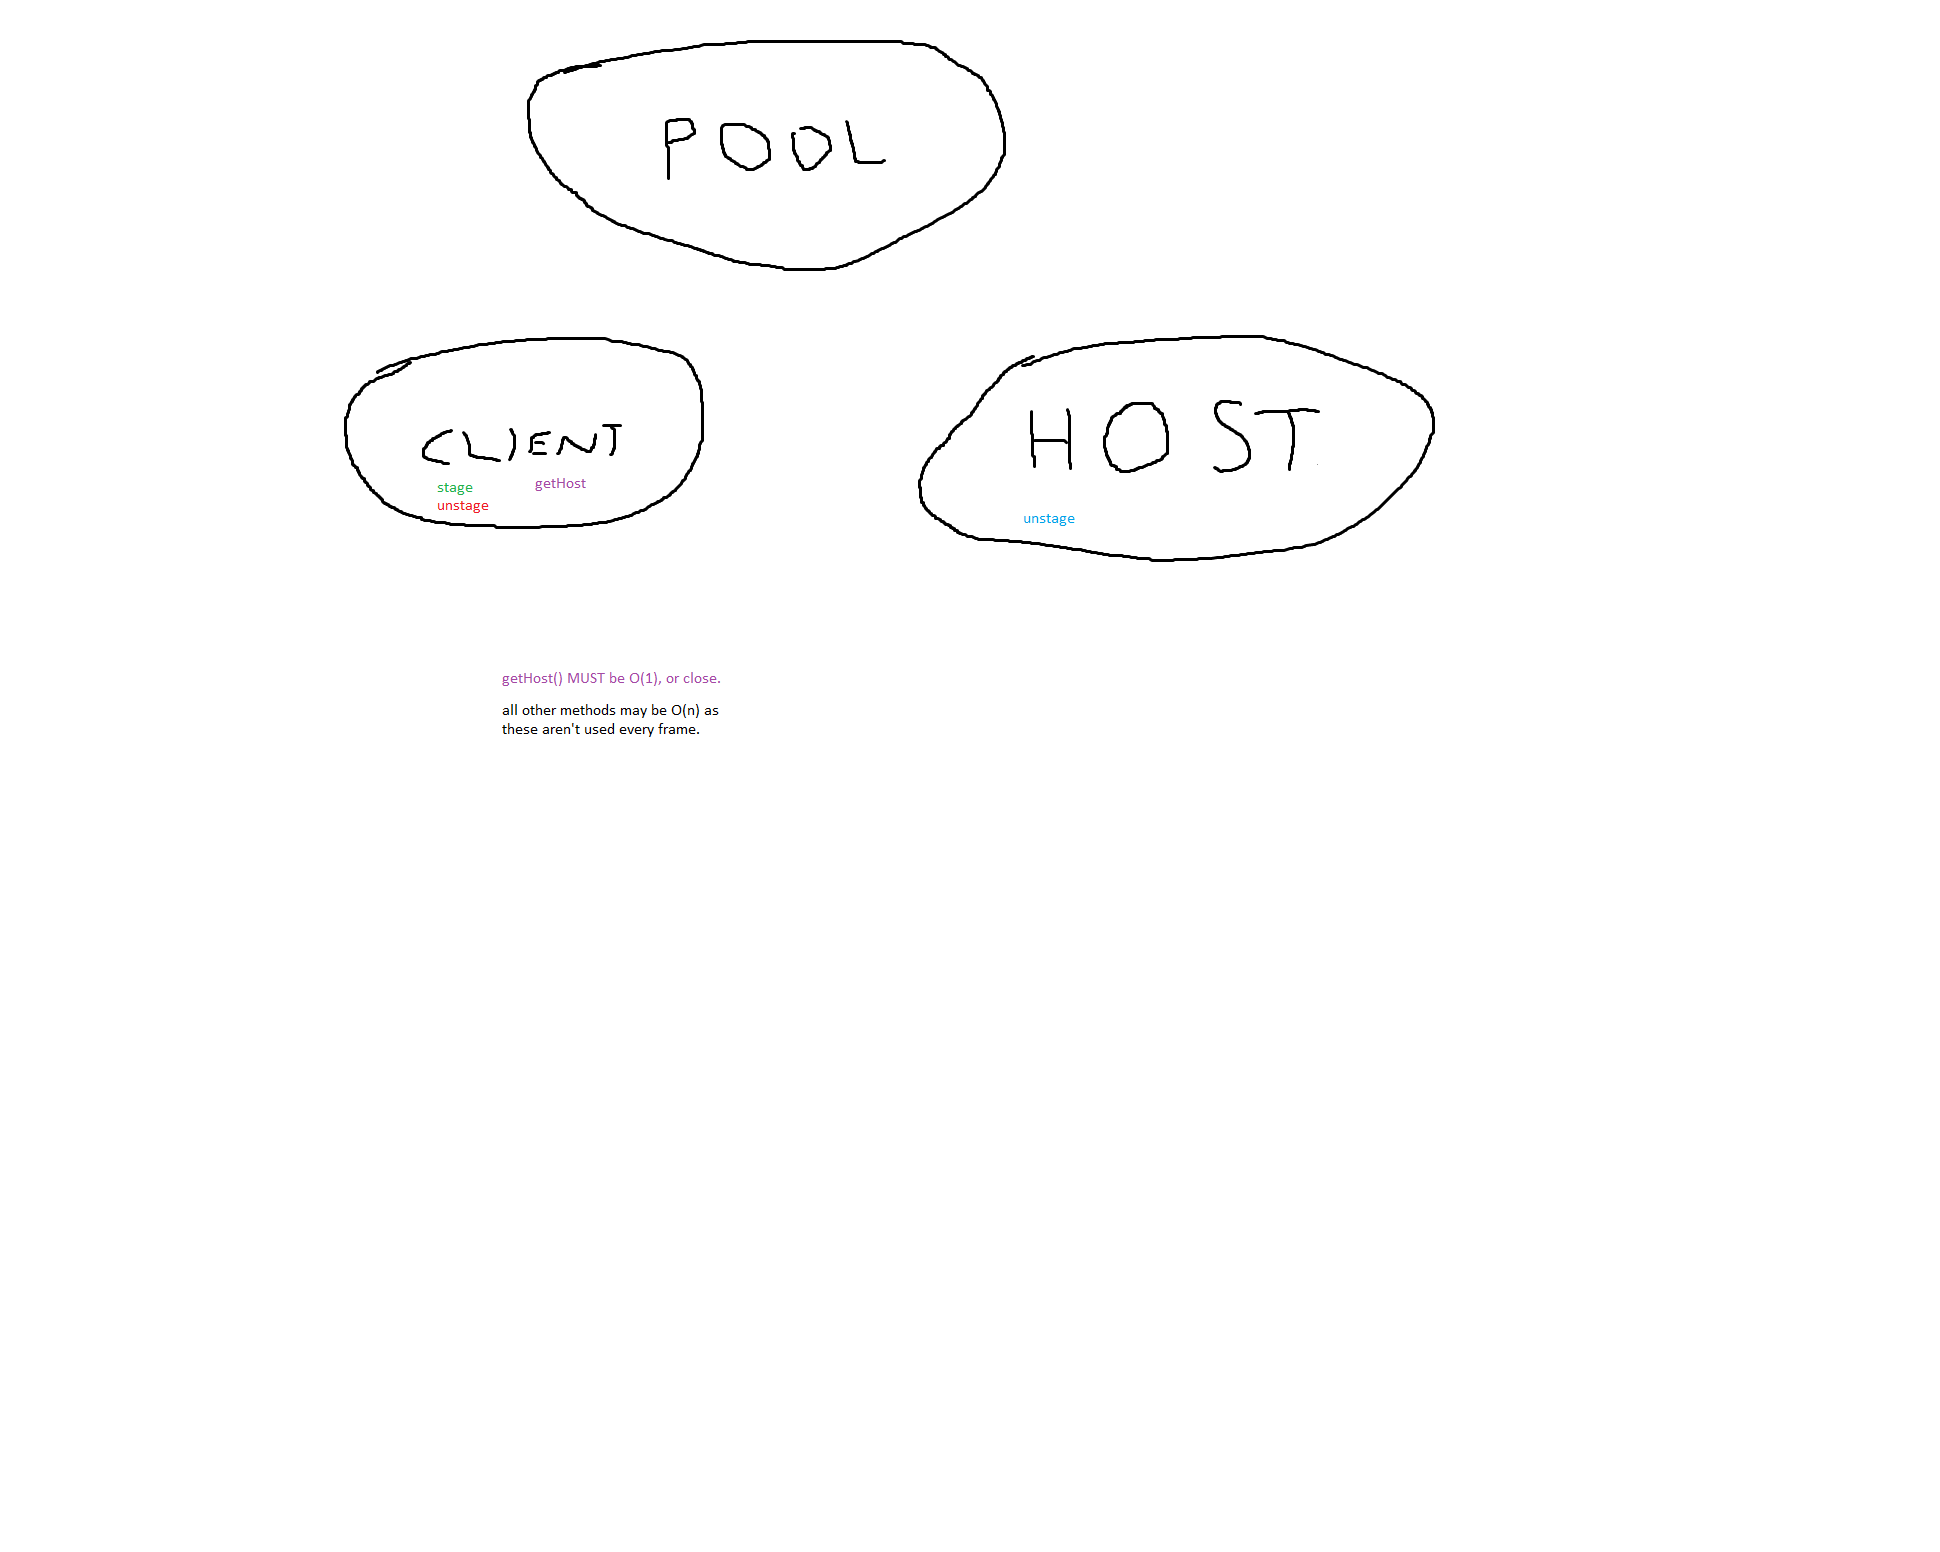 POOL
CLIENT
stage
getHost
unstage
HOST
unstage
getHost() MUST be O(1), or close.
all other methods may be O(n) as
these aren't used every frame.